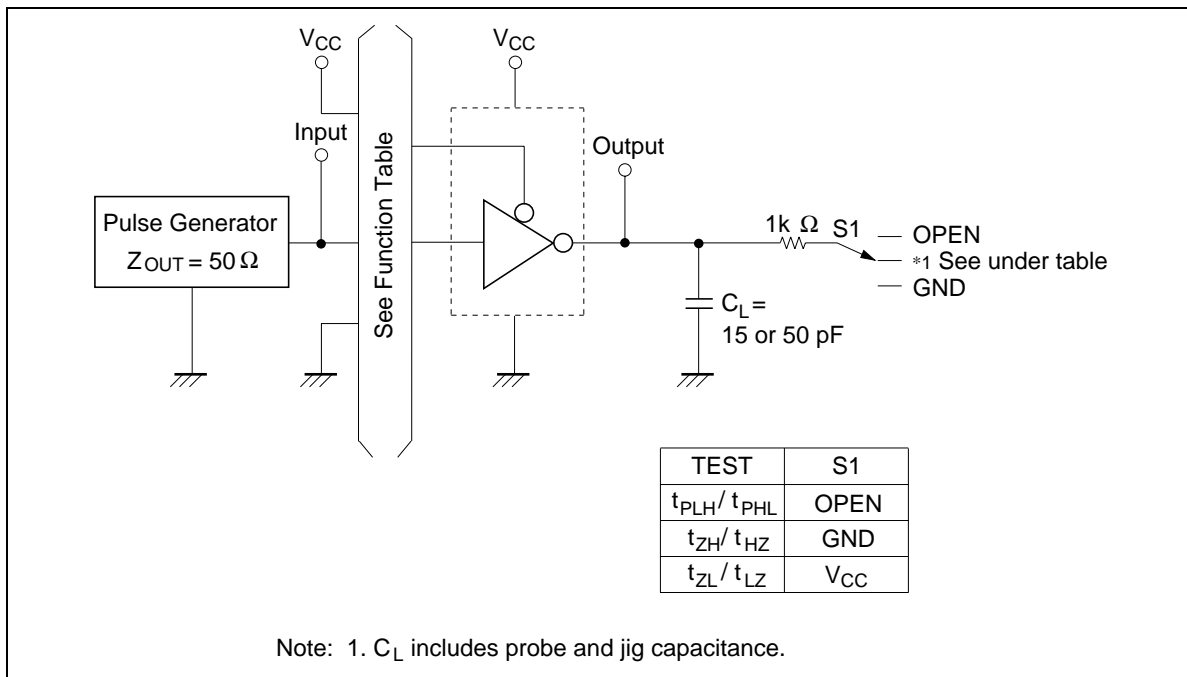 VCC
VCC
Input
Output
Pulse Generator
ZOUT = 50 Ω
See Function Table
1k Ω
S1
OPEN
*1 See under table
GND
CL =
15 or 50 pF
TEST S1
tPLH / tPHL OPEN
tZH / tHZ GND
tZL / tLZ VCC
Note: 1. CL includes probe and jig capacitance.